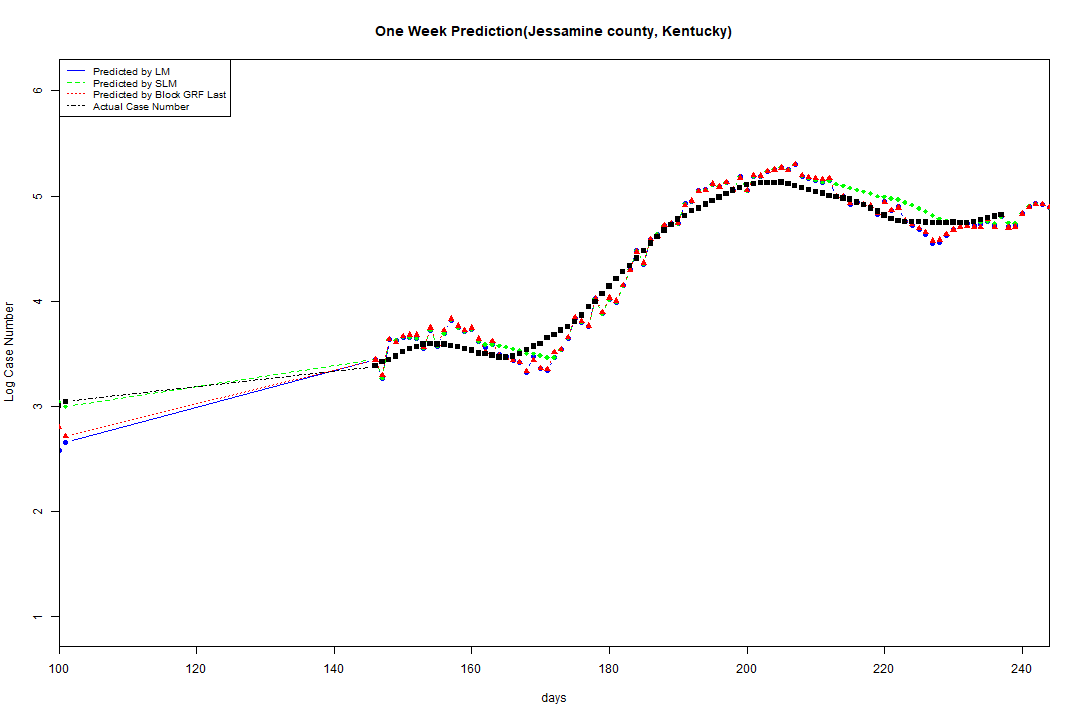 One Week Prediction(Jessamine county, Kentucky)
Predicted by LM
Predicted by SLM
Predicted by Block GRF Last
Actual Case Number
6
5
4
3
2
1
Log Case Number
100 120 140 160 180 200 220 240
days